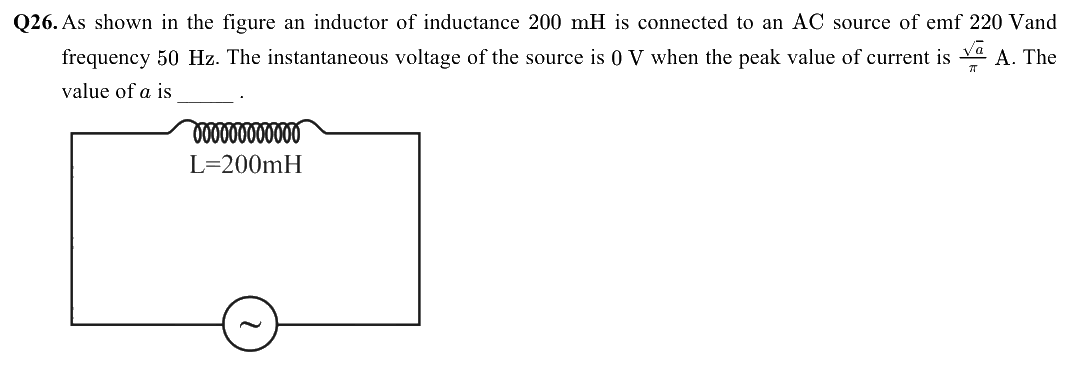 Q26. As shown in the figure an inductor of inductance 200 mH is connected to an AC source of emf 220 Vand
frequency 50 Hz. The instantaneous voltage of the source is 0 V when the peak value of current is √a/π A. The
value of a is _____ .
L=200mH
~